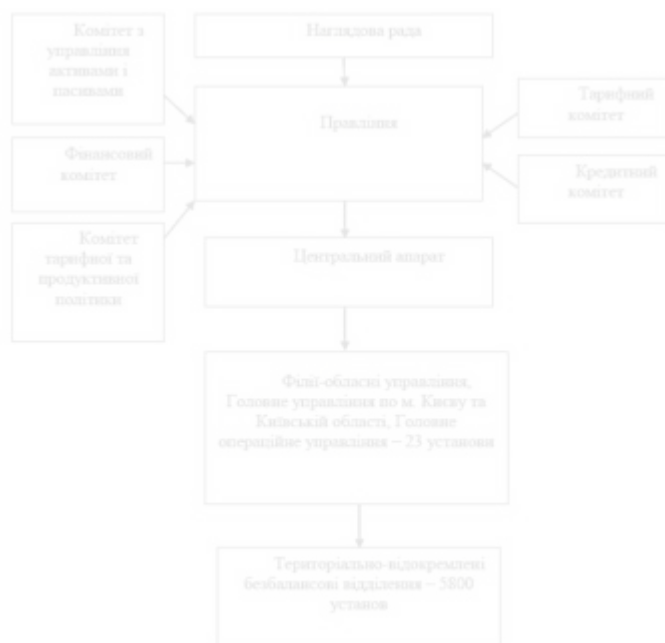 Комітет з
управління
активами і
пасивами
Наглядова рада
Правління
Тарифний
комітет
Фінансовий
комітет
Кредитний
комітет
Комітет
тарифної та
продуктивної
політики
Центральний апарат
Філії-обласні управління,
Головне управління по м. Києву та
Київській області, Головне
операційне управління – 23 установи
Територіально-відокремлені
безбалансові відділення – 5800
установ